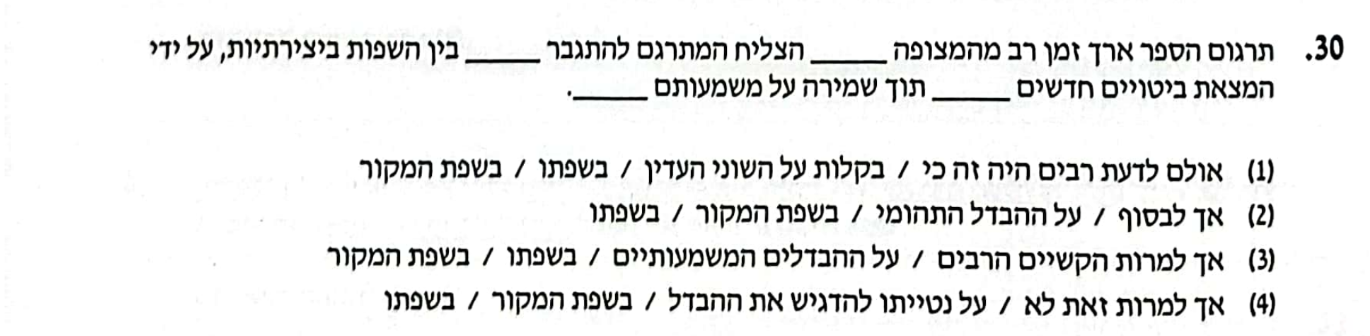 30. תרגום הספר ארך זמן רב מהמצופה _____ הצליח המתרגם להתגבר _____ בין השפות ביצירתיות, על ידי
המצאת ביטויים חדשים _____ תוך שמירה על משמעותם _____.
(1) אולם לדעת רבים היה זה כי / בקלות על השוני העדין / בשפתו / בשפת המקור
(2) אך לבסוף / על ההבדל התהומי / בשפת המקור / בשפתו
(3) אך למרות הקשיים הרבים / על ההבדלים המשמעותיים / בשפתו / בשפת המקור
(4) אך למרות זאת לא / על נטייתו להדגיש את ההבדל / בשפת המקור / בשפתו